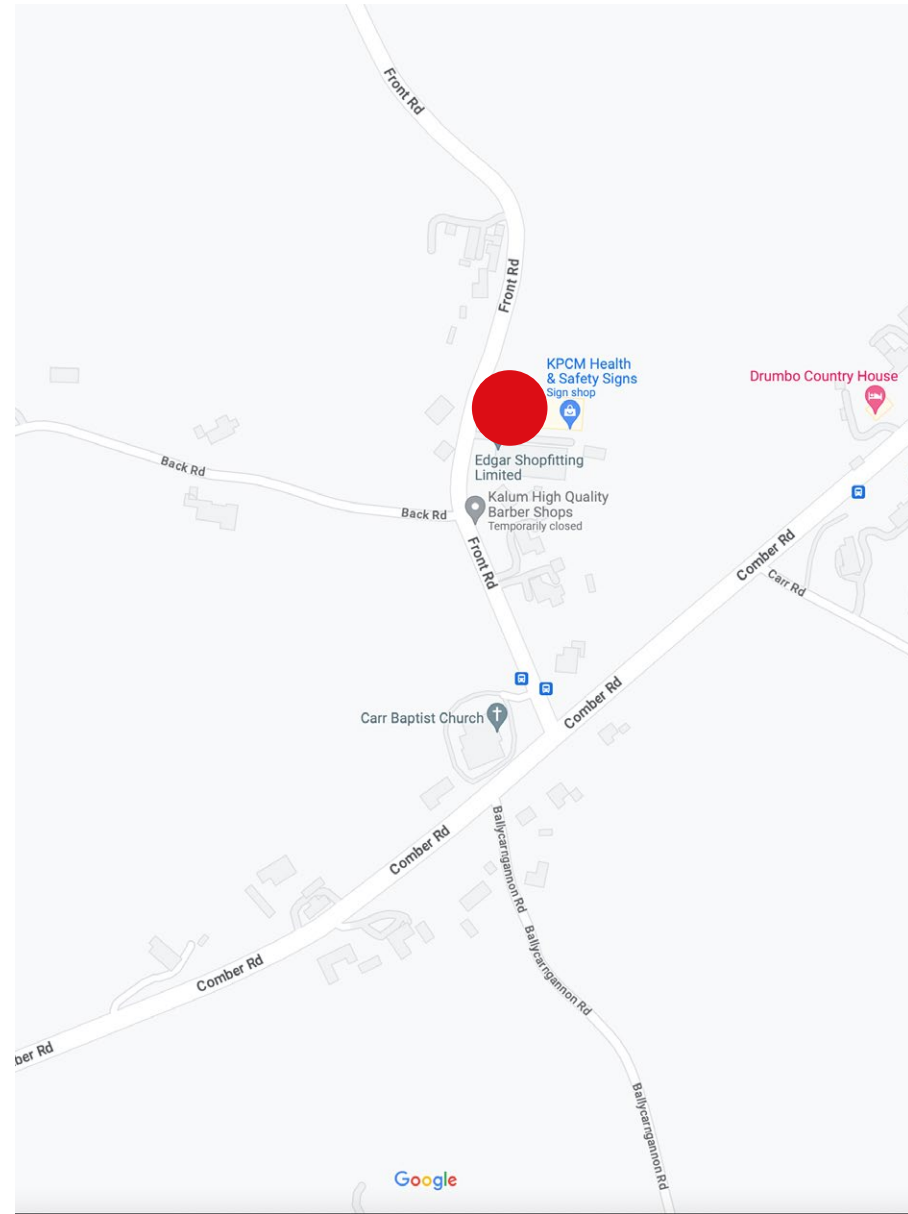 Front Rd
Front Rd
KPCM Health
& Safety Signs
Sign shop
Drumbo Country House
Edgar Shopfitting
Limited
Back Rd
Kalum High Quality
Barber Shops
Temporarily closed
Back Rd
Front Rd
Comber Rd
Carr Rd
Comber Rd
Carr Baptist Church
Comber Rd
Ballycarngannon Rd
Ballycarngannon Rd
Comber Rd
ber Rd
Ballycarngannon Rd
Google